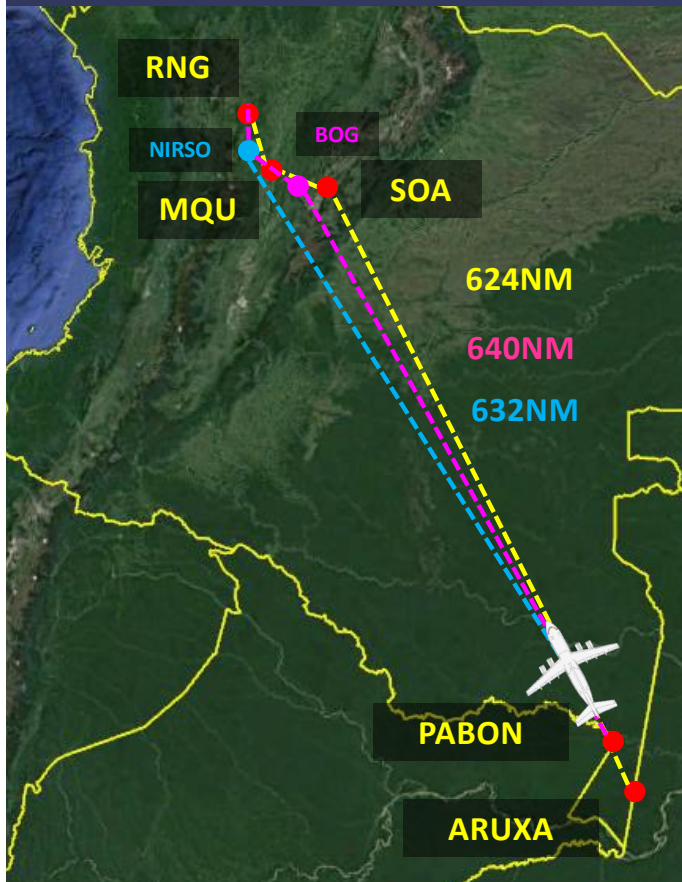 RNG
BOG
NIRSO
SOA
MQU
624NM
640NM
632NM
PABON
ARUXA